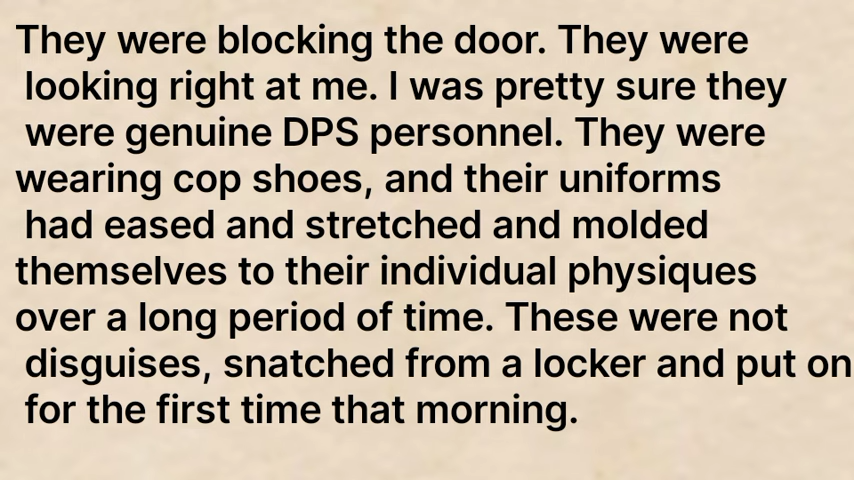 They were blocking the door. They were
looking right at me. I was pretty sure they
were genuine DPS personnel. They were
wearing cop shoes, and their uniforms
had eased and stretched and molded
themselves to their individual physiques
over a long period of time. These were not
disguises, snatched from a locker and put on
for the first time that morning.